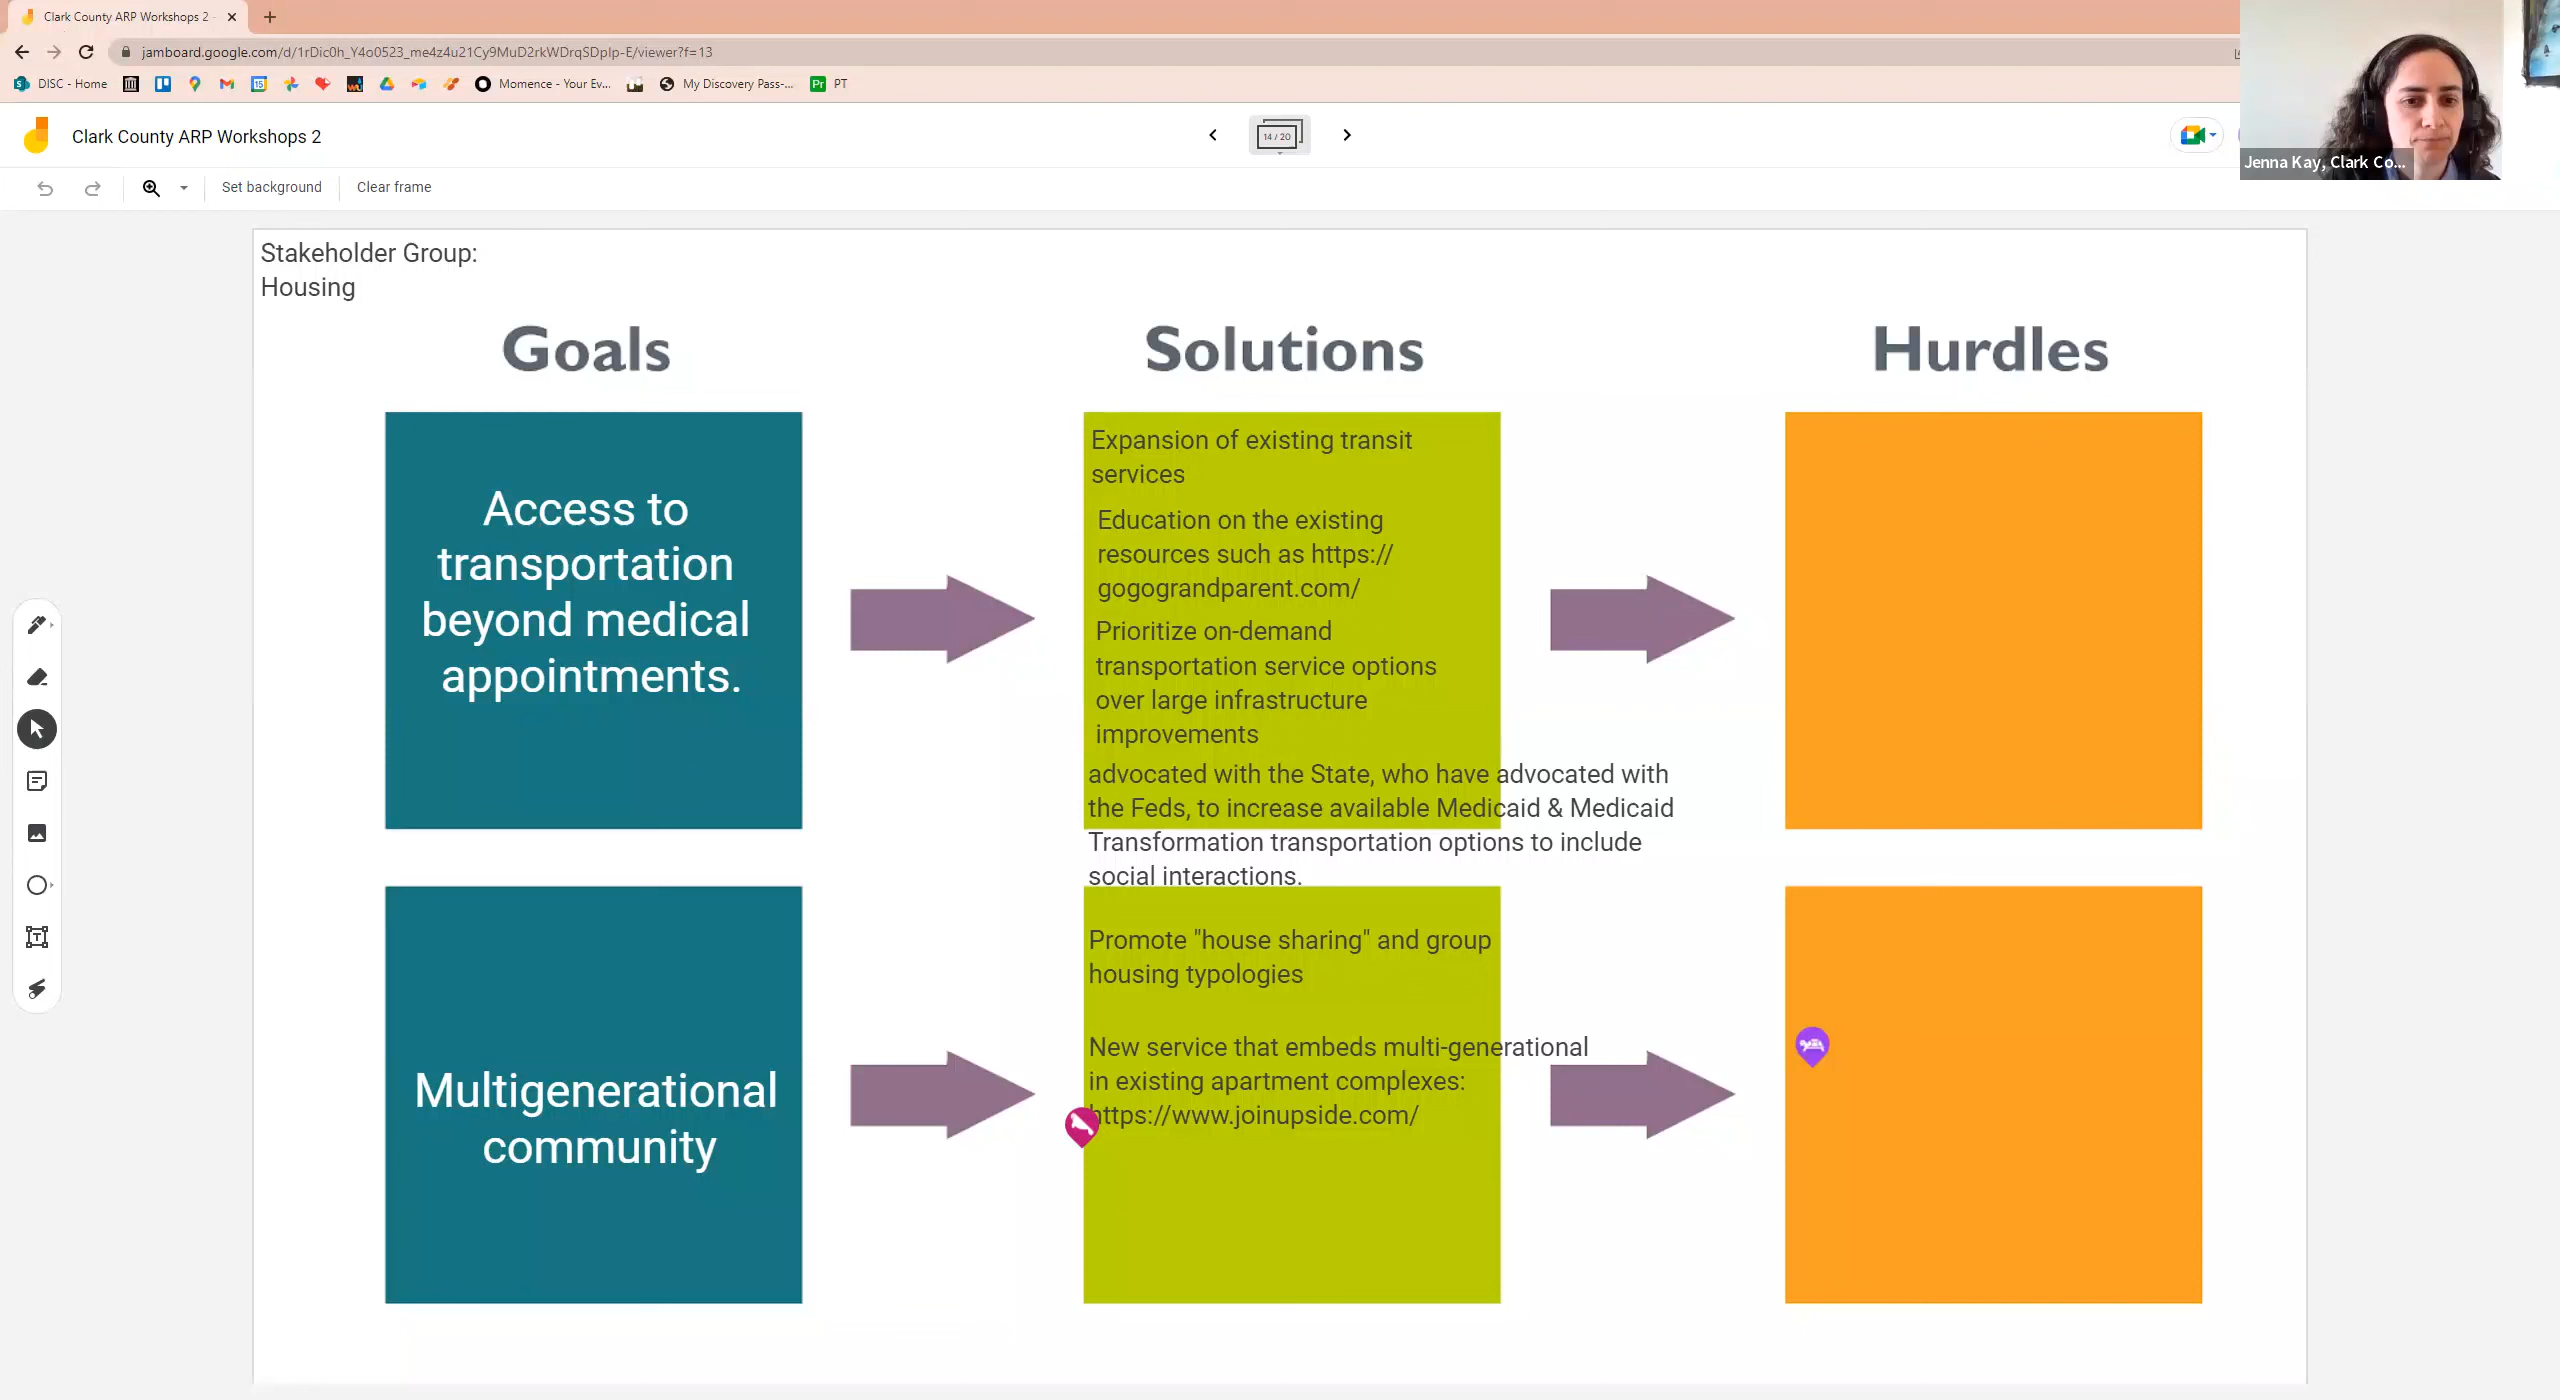 Clark County ARP Workshops 2 -
jamboard.google.com/d/1rDic0h_Y4o0523_me4z4u21Cy9MuD2rkWDrqSDpIp-E/viewer?f=13
DISC - Home
15
Momence - Your Ev...
My Discovery Pass-...
Pr PT
Clark County ARP Workshops 2
14 / 20
Jenna Kay, Clark Co...
Set background
Clear frame
Stakeholder Group:
Housing
Goals
Solutions
Hurdles
Access to
transportation
beyond medical
appointments.
Expansion of existing transit
services
Education on the existing
resources such as https://
gogograndparent.com/
Prioritize on-demand
transportation service options
over large infrastructure
improvements
advocated with the State, who have advocated with
the Feds, to increase available Medicaid & Medicaid
Transformation transportation options to include
social interactions.
Multigenerational
community
Promote "house sharing" and group
housing typologies
New service that embeds multi-generational
in existing apartment complexes:
https://www.joinupside.com/